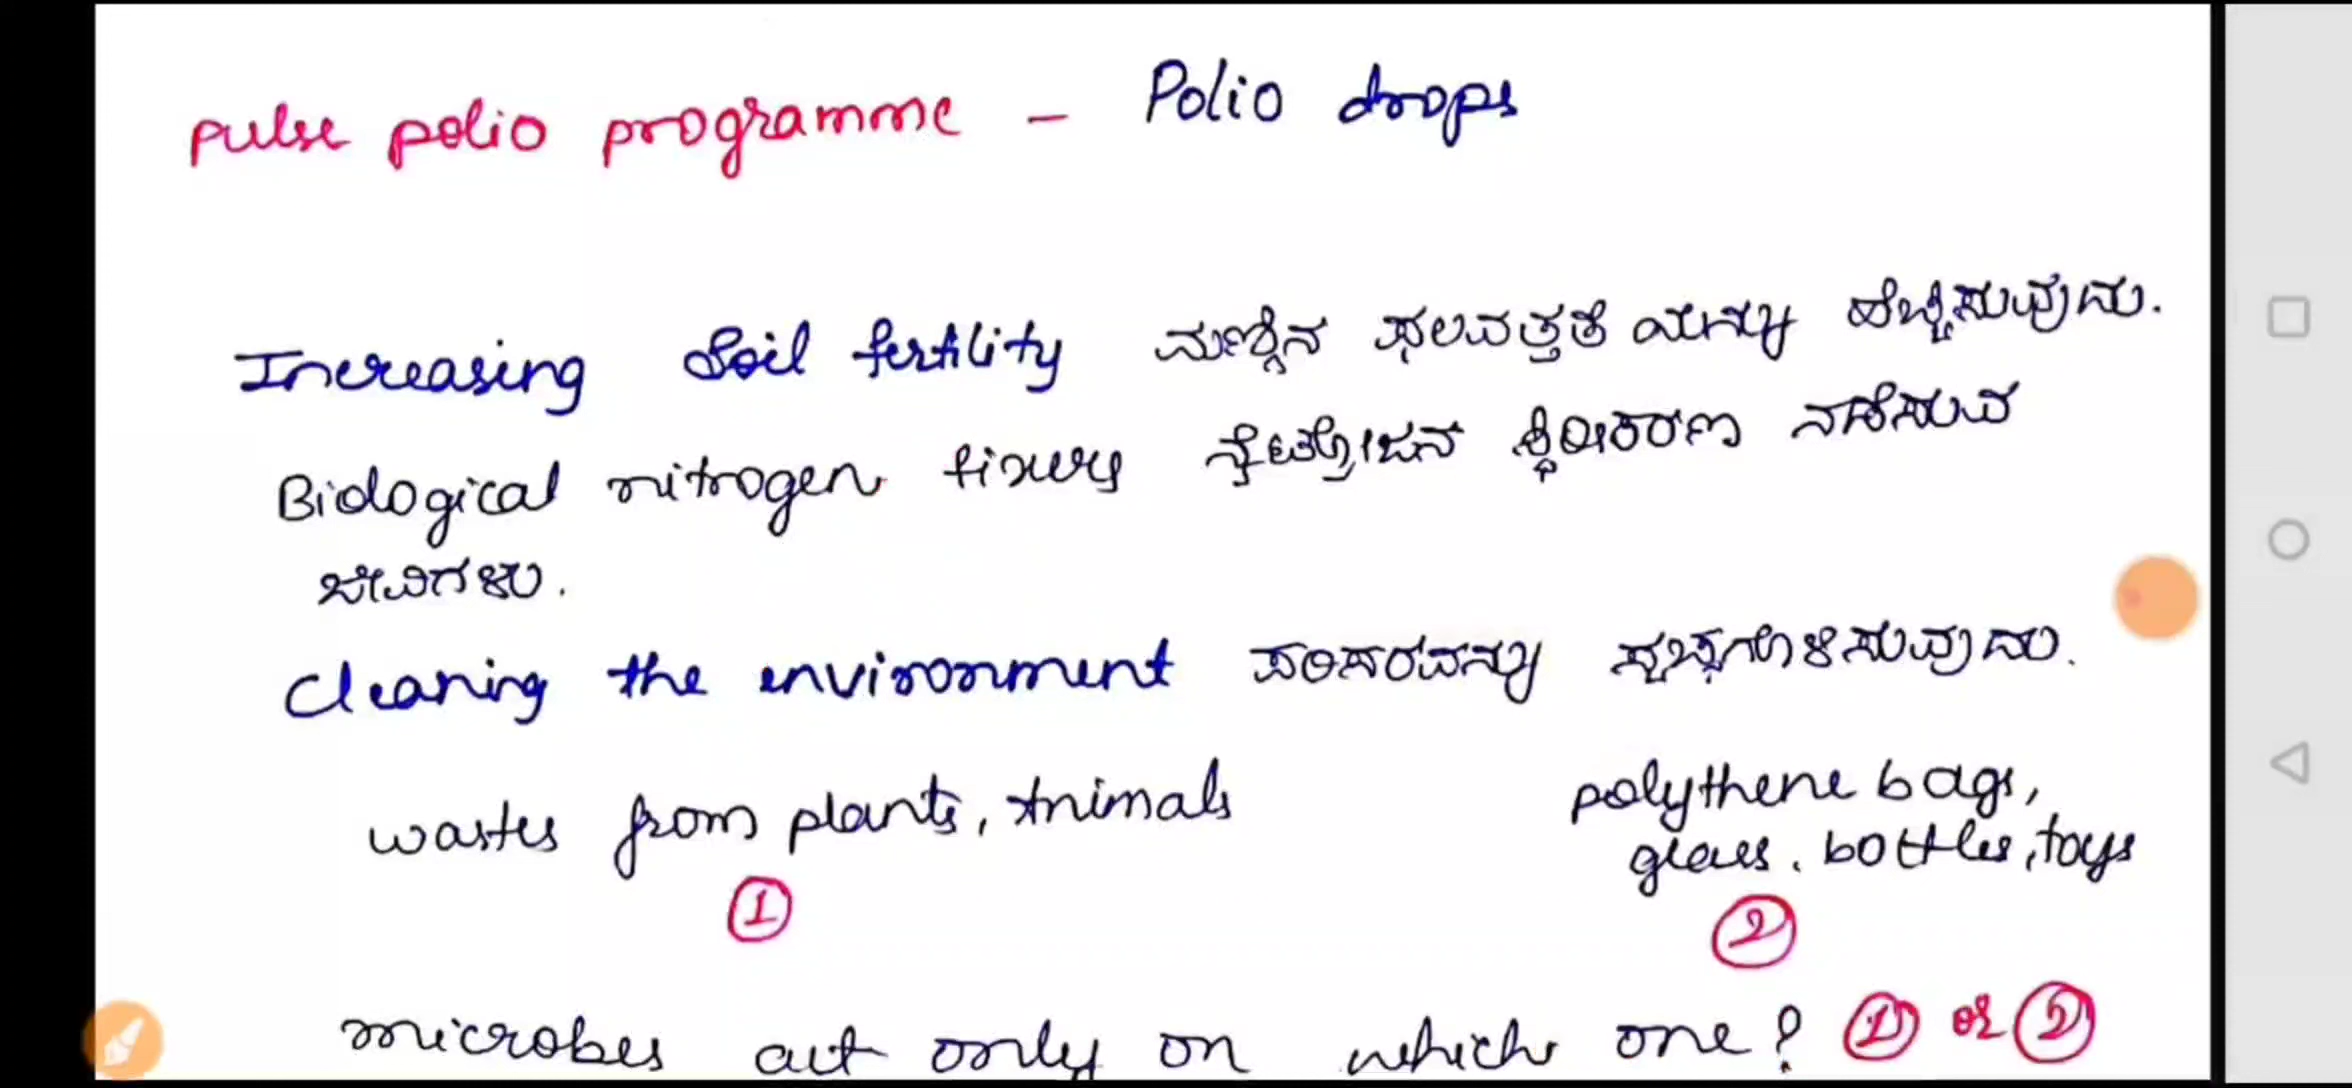 pulse polio programme - Polio drops
Increasing Soil fertility ಮಣ್ಣಿನ ಫಲವತ್ತತೆ ಯನ್ನು ಹೆಚ್ಚಿಸುವುದು.
Biological nitrogen fixers ನೈಟ್ರೋಜನ ಸ್ಥಿರೀಕರಣ ನಡೆಸುವ
ಜೀವಿಗಳು.
Cleaning the environment ಪರಿಸರವನ್ನು ಸ್ವಚ್ಛಗೊಳಿಸುವುದು.
wastes from plants, Animals
polythene bags,
glass, bottles, toys
① ②
microbes act only on which one? ① or ②